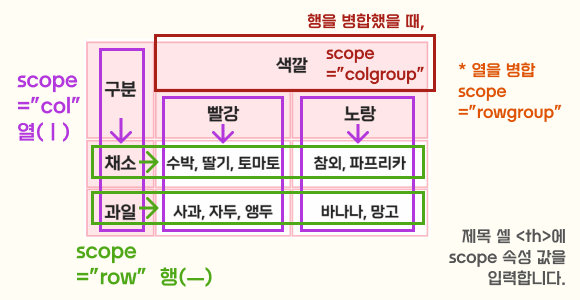 행을 병합했을 때,
scope
="col"
열(ㅣ)
구분
색깔
scope
="colgroup"
* 열을 병합
scope
="rowgroup"
빨강
노랑
채소
수박, 딸기, 토마토
참외, 파프리카
과일
사과, 자두, 앵두
바나나, 망고
scope
="row" 행(—)
제목 셀 <th>에
scope 속성 값을
입력합니다.